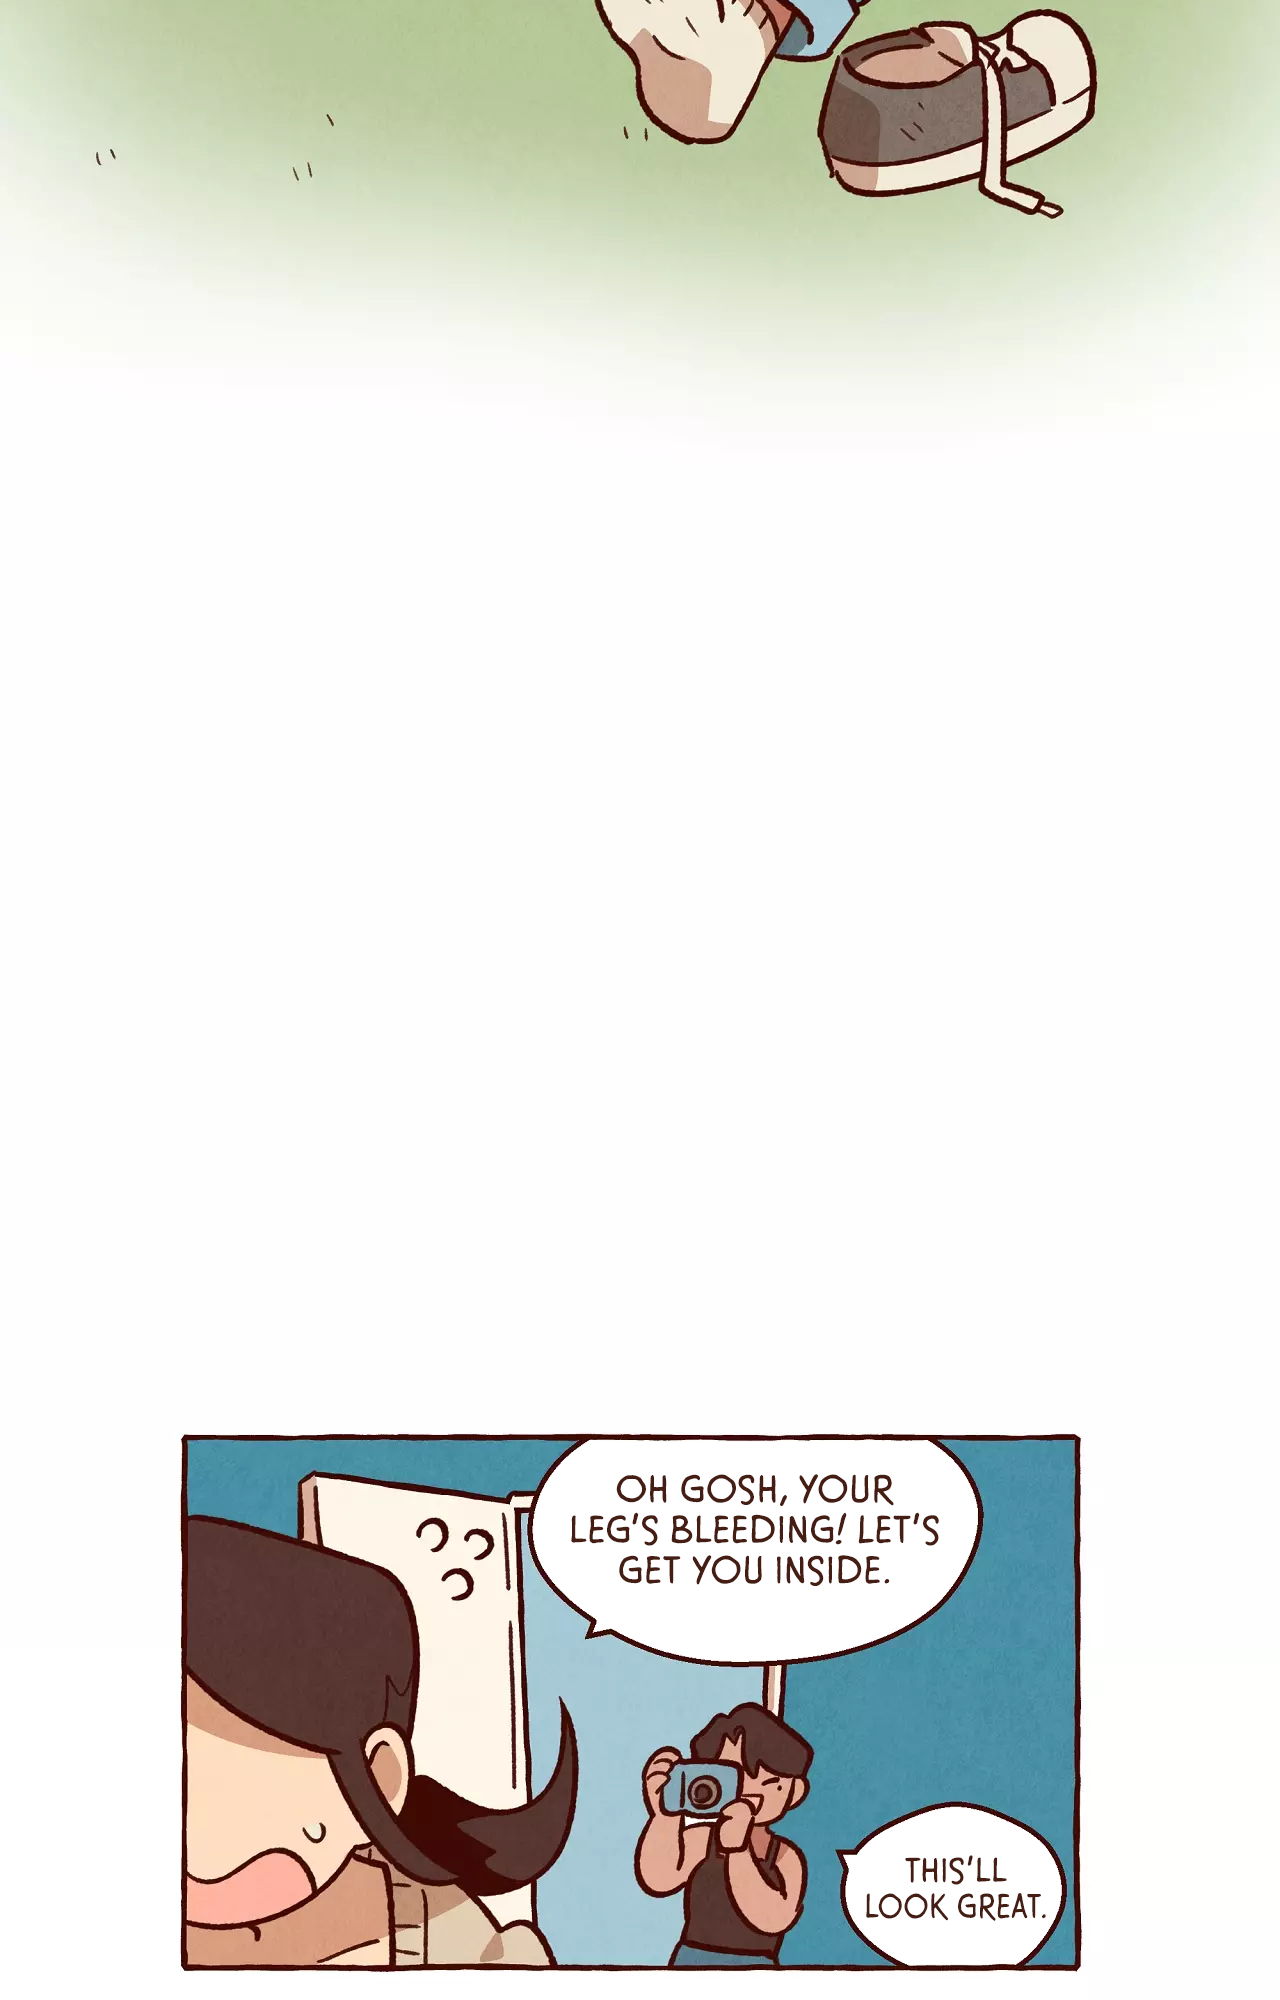 OH GOSH, YOUR
LEG'S BLEEDING! LET'S
GET YOU INSIDE.
THIS'LL
LOOK GREAT.